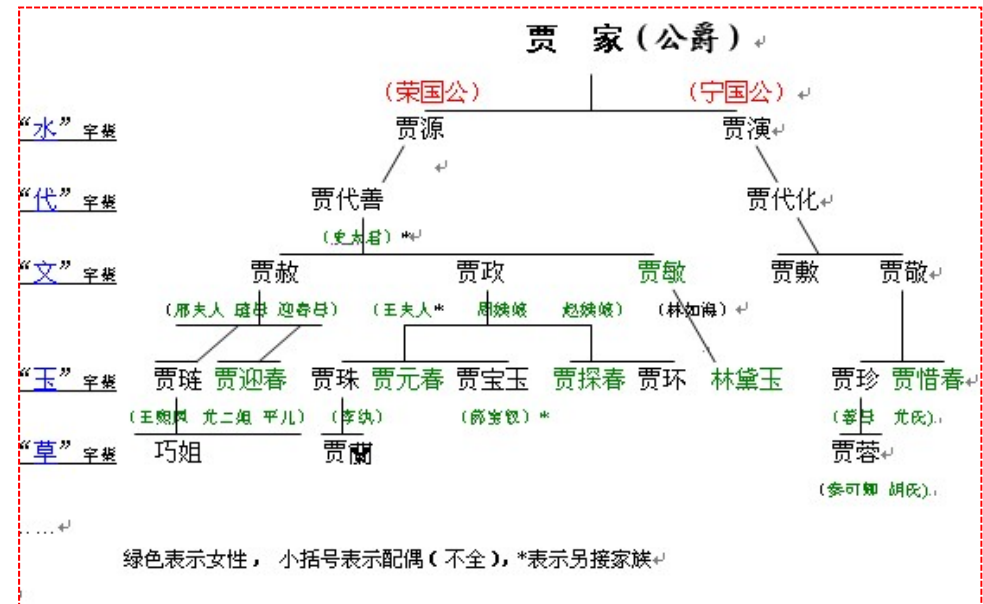 贾 家(公爵)
(荣国公) (宁国公)
“水”字辈 贾源 贾演
“代”字辈 贾代善 贾代化
(史太君)*
“文”字辈 贾赦 贾政 贾敏 贾敷 贾敬
(邢夫人 琏母 迎春母) (王夫人* 周姨娘 赵姨娘) (林如海)
“玉”字辈 贾琏 贾迎春 贾珠 贾元春 贾宝玉 贾探春 贾环 林黛玉 贾珍 贾惜春
(王熙凤 尤二姐 平儿) (李纨) (薛宝钗)* (蓉母 尤氏)
“草”字辈 巧姐 贾蘭 贾蓉
(秦可卿 胡氏)
……
绿色表示女性, 小括号表示配偶(不全),*表示另接家族